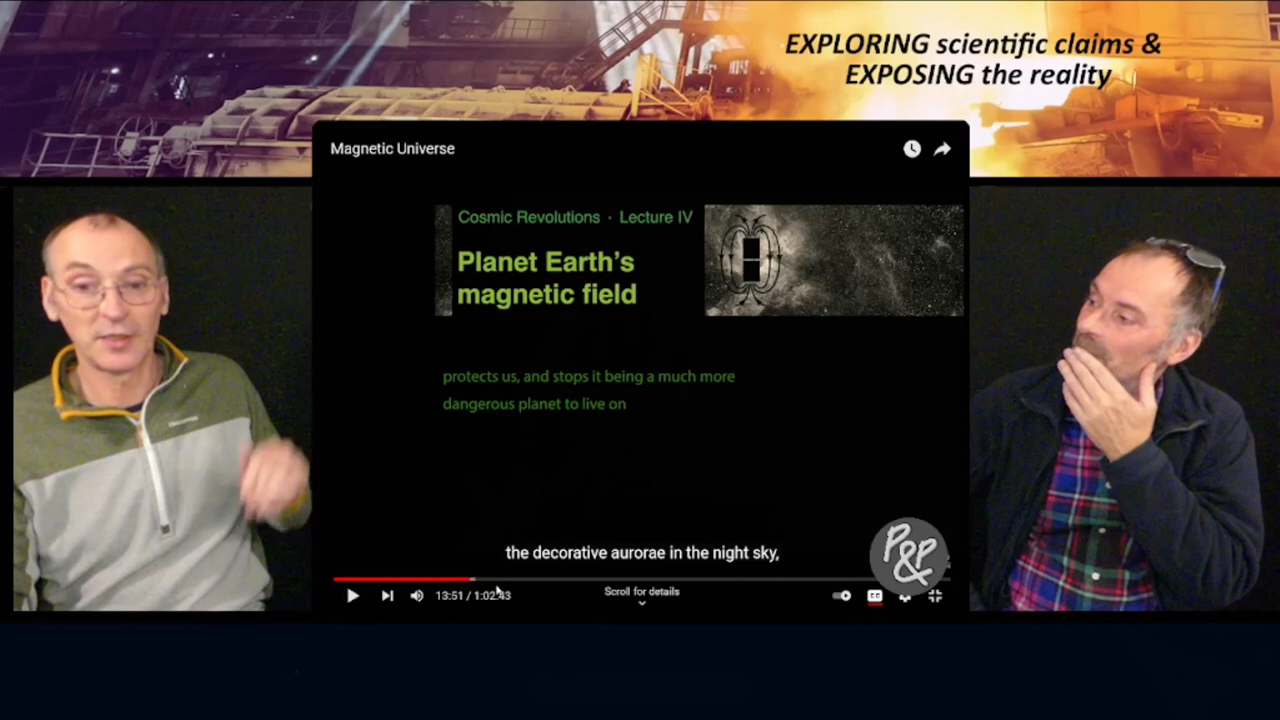 EXPLORING scientific claims &
EXPOSING the reality
Magnetic Universe
Cosmic Revolutions · Lecture IV
Planet Earth's
magnetic field
protects us, and stops it being a much more
dangerous planet to live on
the decorative aurorae in the night sky,
P&P
13:51 / 1:02:43
Scroll for details
CC